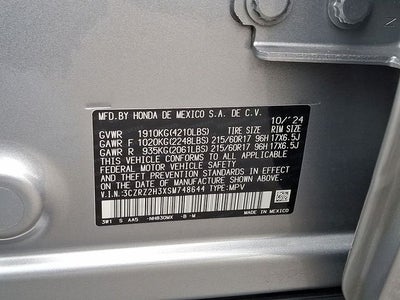 MFD.BY HONDA DE MEXICO S.A. DE C.V. 10/'24
GVWR 1910KG(4210LBS) TIRE SIZE RIM SIZE
GAWR F 1020KG(2248LBS) 215/60R17 96H 17X6.5J
GAWR R 935KG(2061LBS) 215/60R17 96H 17X6.5J
THIS VEHICLE CONFORMS TO ALL APPLICABLE
FEDERAL MOTOR VEHICLE SAFETY
STANDARDS IN EFFECT ON THE DATE OF
MANUFACTURE SHOWN ABOVE.
V.I.N.:3CZRZ2H3XSM748644 TYPE:MPV
3W1 S AA5 NH830MX -B -M MADE IN MEXICO